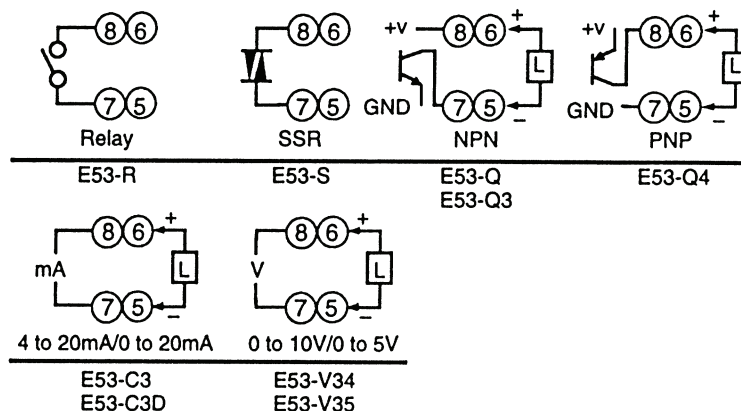 8 6 8 6 +v 8 6 + +v 8 6 +
L L
7 5 7 5 GND 7 5 − GND 7 5 −
Relay SSR NPN PNP
E53-R E53-S E53-Q E53-Q4
E53-Q3
8 6 + 8 6 +
mA L V L
7 5 − 7 5 −
4 to 20mA/0 to 20mA 0 to 10V/0 to 5V
E53-C3 E53-V34
E53-C3D E53-V35